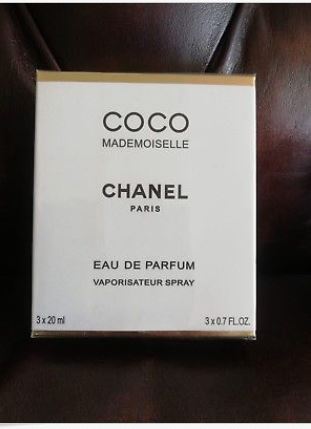 COCO
MADEMOISELLE
CHANEL
PARIS
EAU DE PARFUM
VAPORISATEUR SPRAY
3 x 20 ml 3 x 0.7 FL.OZ.